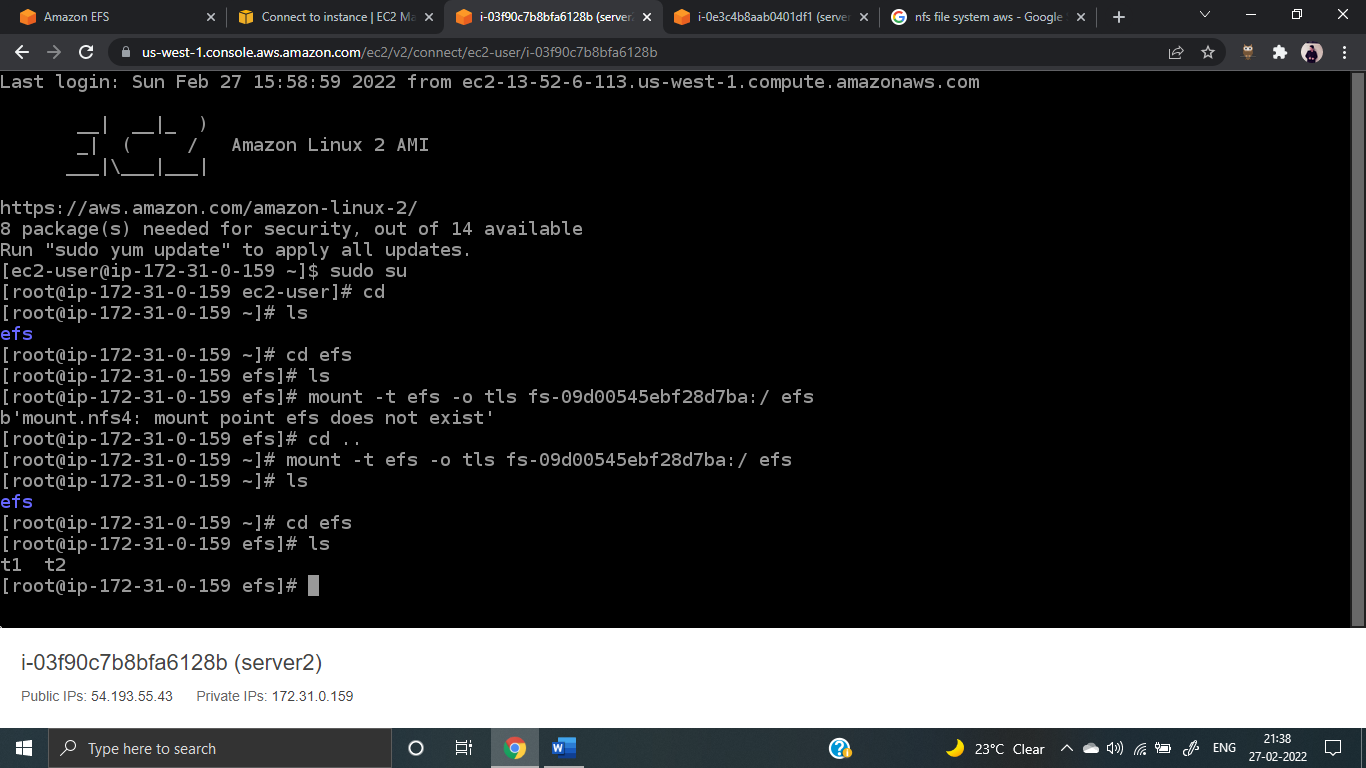 Amazon EFS
Connect to instance | EC2 Ma
i-03f90c7b8bfa6128b (server2
i-0e3c4b8aab0401df1 (server
nfs file system aws - Google
us-west-1.console.aws.amazon.com/ec2/v2/connect/ec2-user/i-03f90c7b8bfa6128b
Last login: Sun Feb 27 15:58:59 2022 from ec2-13-52-6-113.us-west-1.compute.amazonaws.com
__|  __|_  )
_|  (     /   Amazon Linux 2 AMI
___|\___|___|
https://aws.amazon.com/amazon-linux-2/
8 package(s) needed for security, out of 14 available
Run "sudo yum update" to apply all updates.
[ec2-user@ip-172-31-0-159 ~]$ sudo su
[root@ip-172-31-0-159 ec2-user]# cd
[root@ip-172-31-0-159 ~]# ls
efs
[root@ip-172-31-0-159 ~]# cd efs
[root@ip-172-31-0-159 efs]# ls
[root@ip-172-31-0-159 efs]# mount -t efs -o tls fs-09d00545ebf28d7ba:/ efs
b'mount.nfs4: mount point efs does not exist'
[root@ip-172-31-0-159 efs]# cd ..
[root@ip-172-31-0-159 ~]# mount -t efs -o tls fs-09d00545ebf28d7ba:/ efs
[root@ip-172-31-0-159 ~]# ls
efs
[root@ip-172-31-0-159 ~]# cd efs
[root@ip-172-31-0-159 efs]# ls
t1  t2
[root@ip-172-31-0-159 efs]#
i-03f90c7b8bfa6128b (server2)
Public IPs: 54.193.55.43 Private IPs: 172.31.0.159
Type here to search
23°C Clear
ENG
21:38
27-02-2022